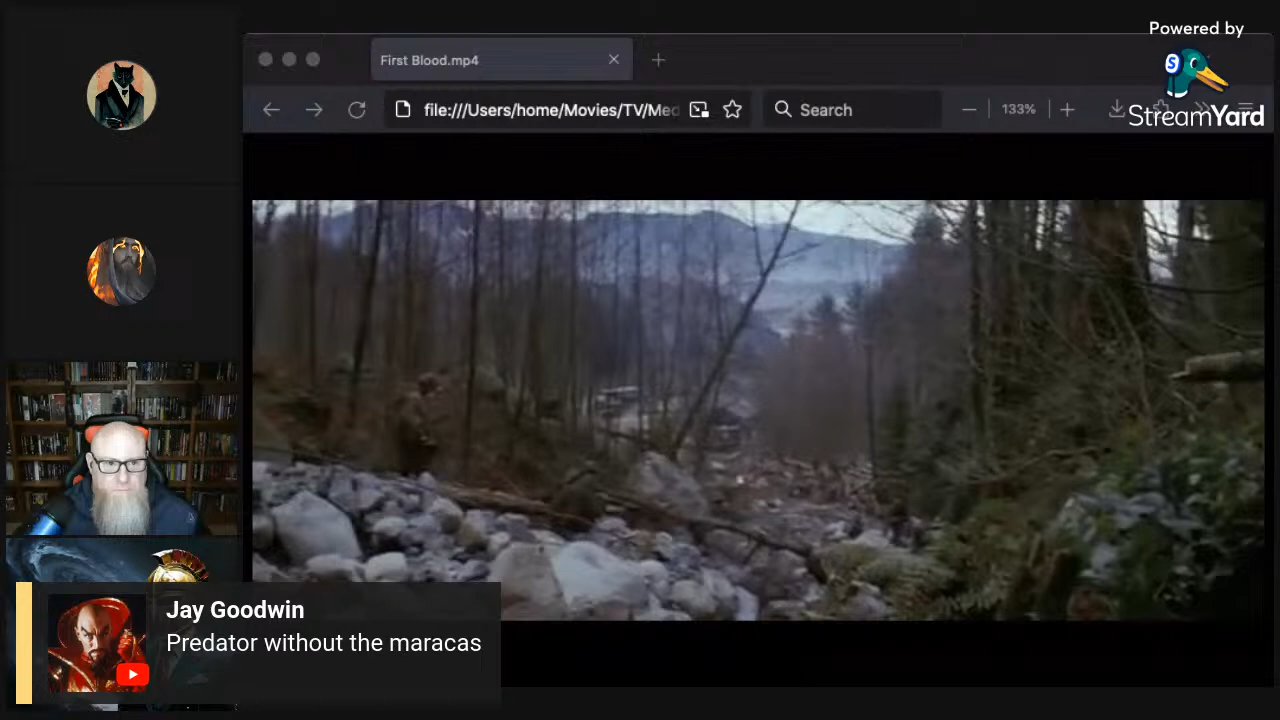 Powered by
StreamYard
First Blood.mp4
file:///Users/home/Movies/TV/Med
Search
133%
Jay Goodwin
Predator without the maracas